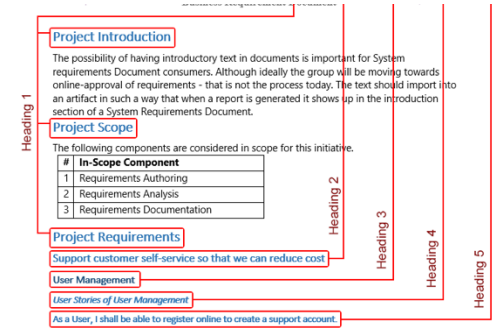 Business Requirement Document
Project Introduction
The possibility of having introductory text in documents is important for System
requirements Document consumers. Although ideally the group will be moving towards
online-approval of requirements - that is not the process today. The text should import into
an artifact in such a way that when a report is generated it shows up in the introduction
section of a System Requirements Document.
Project Scope
The following components are considered in scope for this initiative.
# In-Scope Component
1 Requirements Authoring
2 Requirements Analysis
3 Requirements Documentation
Project Requirements
Support customer self-service so that we can reduce cost
User Management
User Stories of User Management
As a User, I shall be able to register online to create a support account.
Heading 1
Heading 2
Heading 3
Heading 4
Heading 5